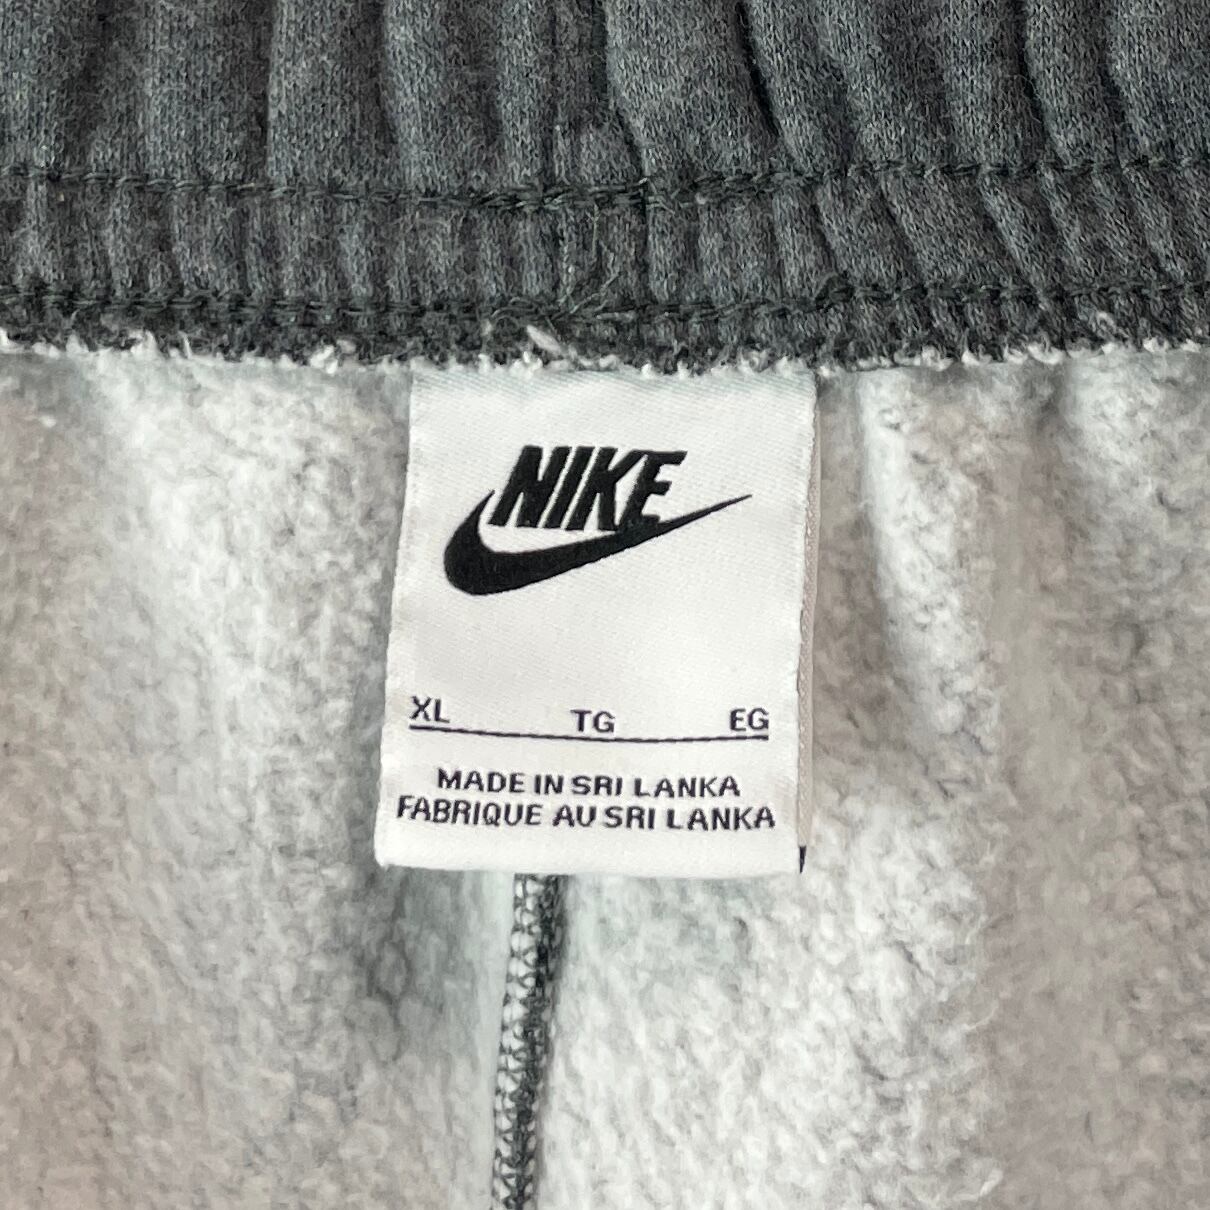 NIKE
XL TG EG
MADE IN SRI LANKA
FABRIQUE AU SRI LANKA